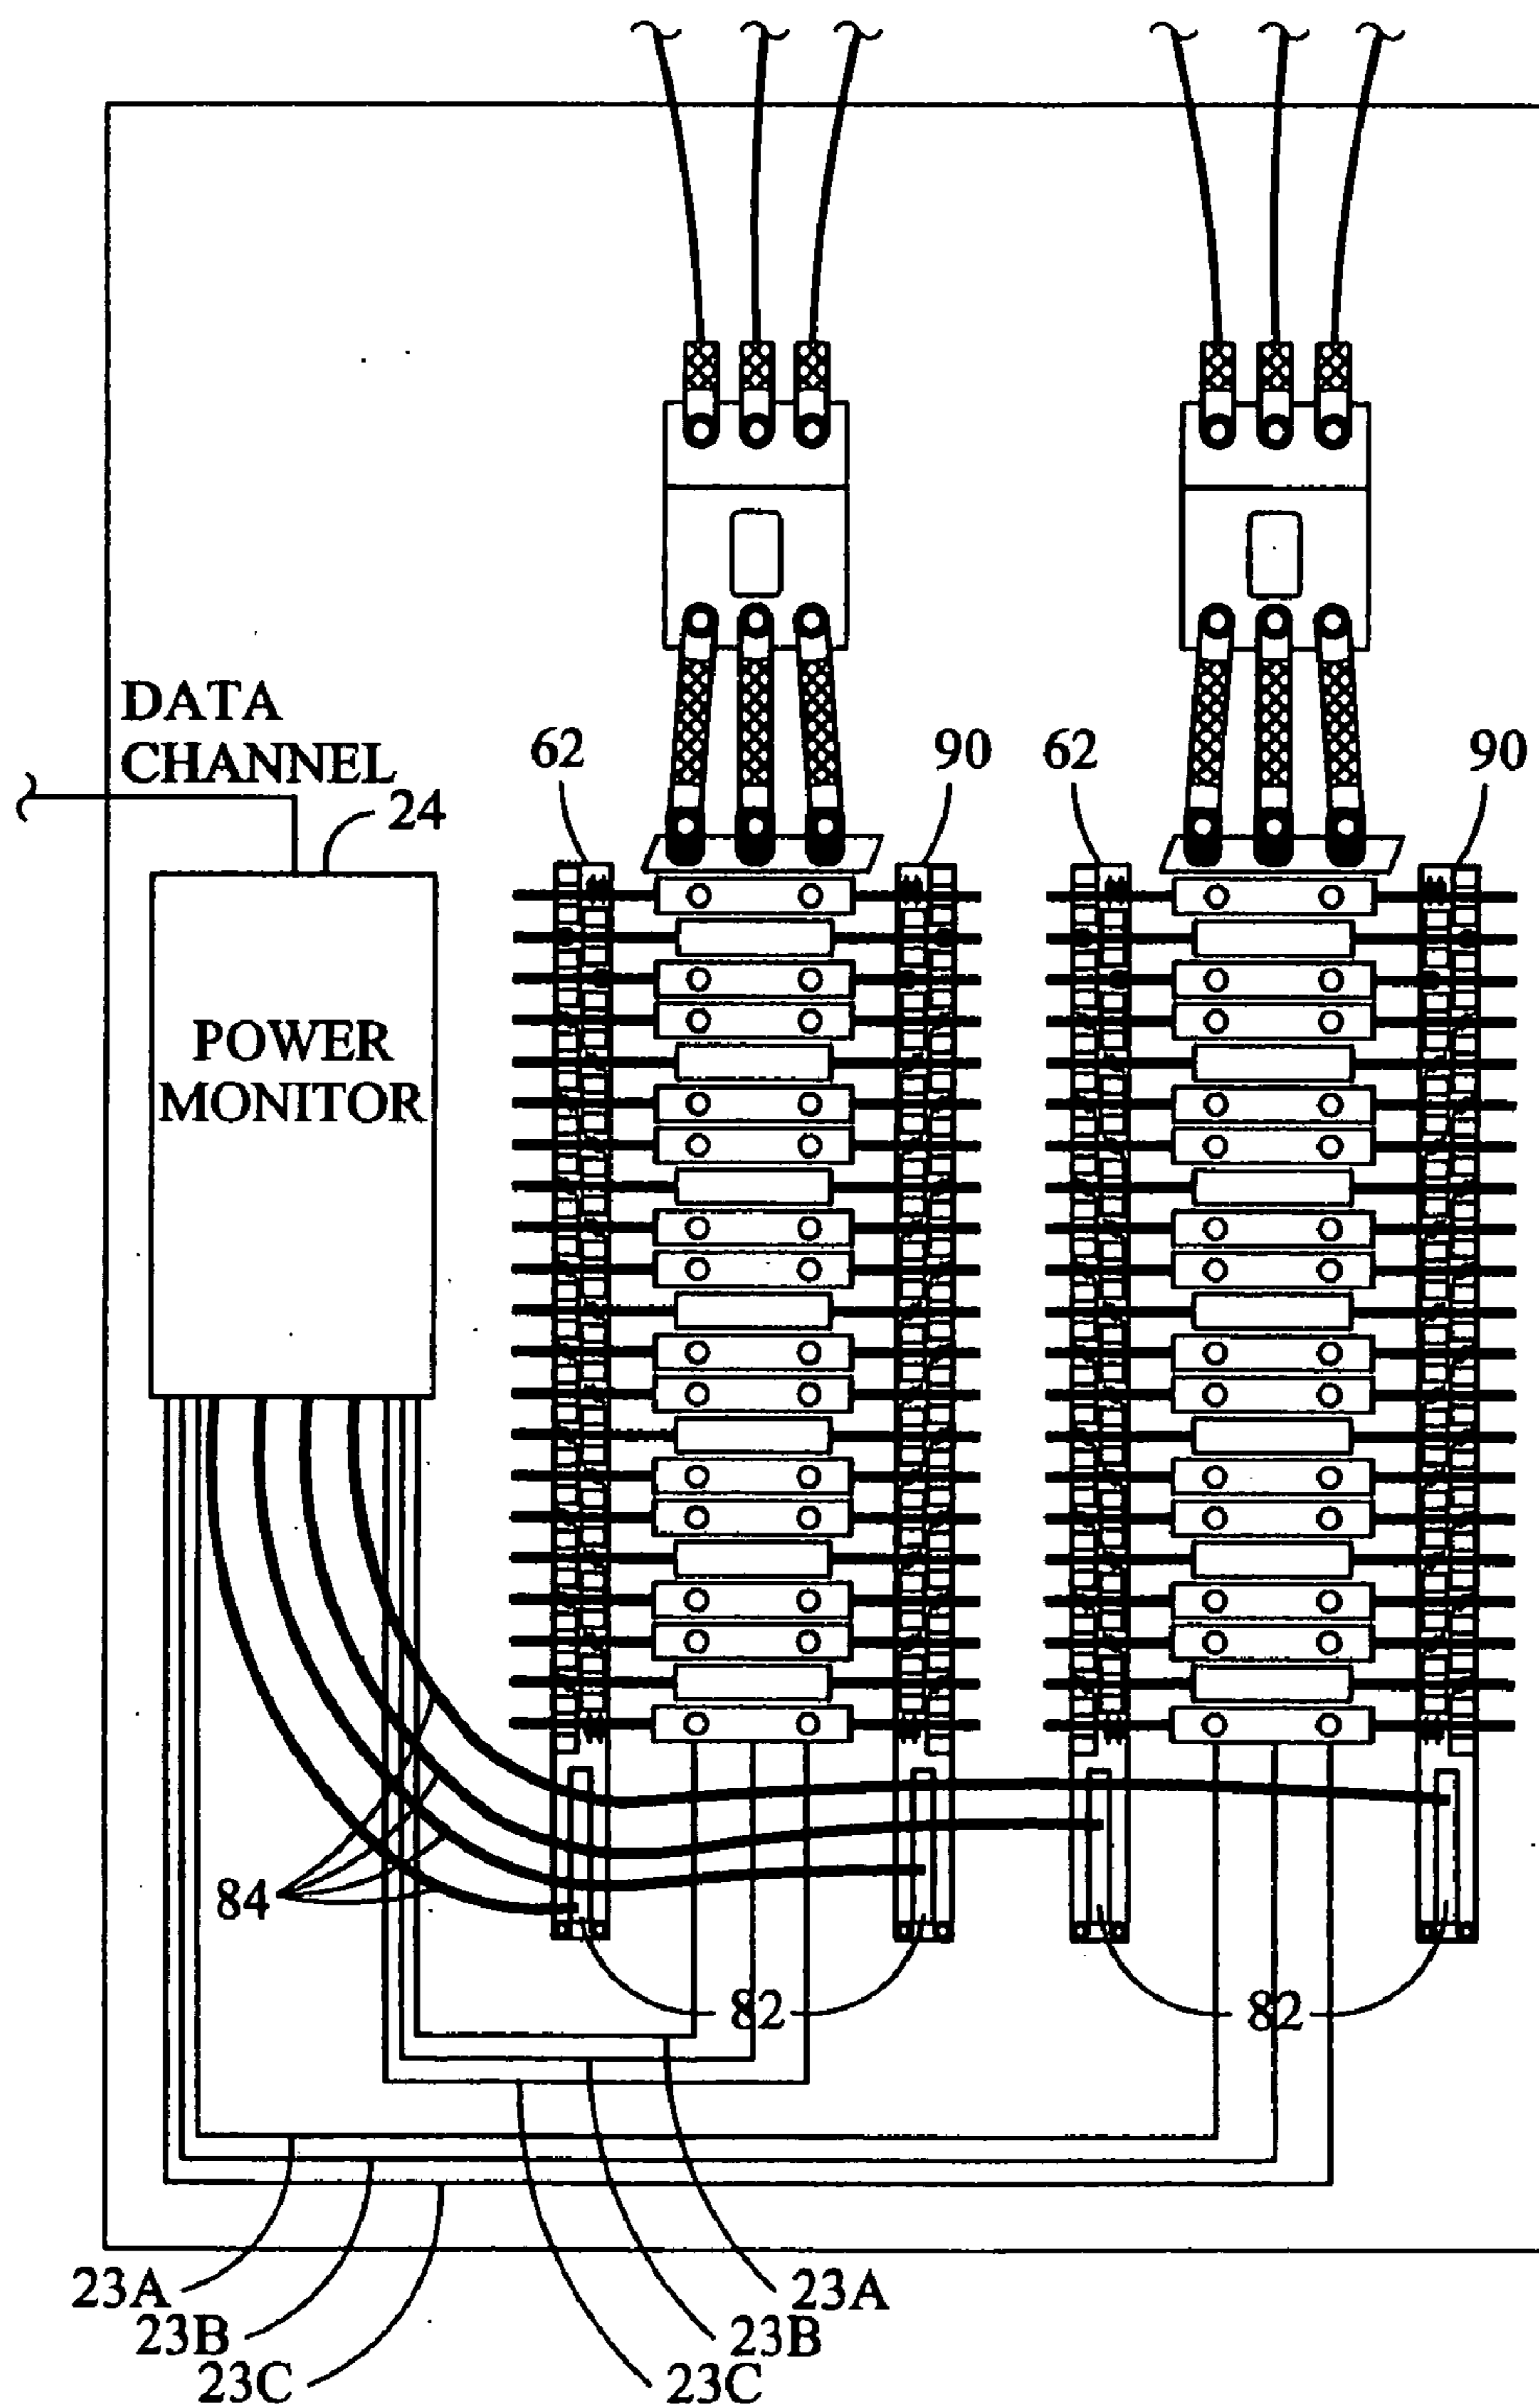 DATA
CHANNEL
24
62
90
62
90
POWER
MONITOR
84
82
82
23A
23B
23C
23A
23B
23C